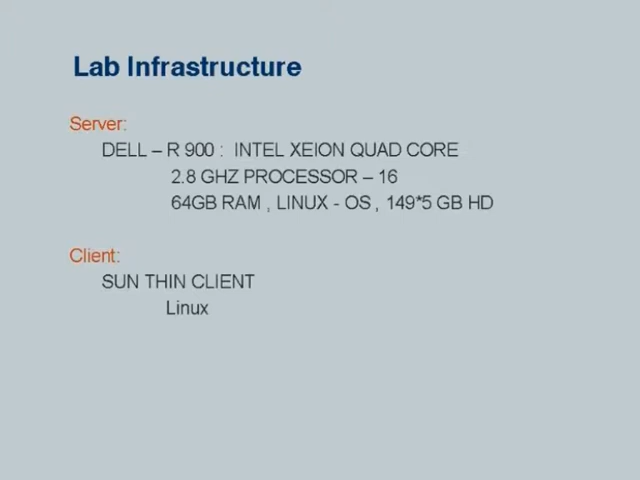 Lab Infrastructure
Server:
DELL – R 900 : INTEL XEION QUAD CORE
2.8 GHZ PROCESSOR – 16
64GB RAM , LINUX - OS , 149*5 GB HD
Client:
SUN THIN CLIENT
Linux